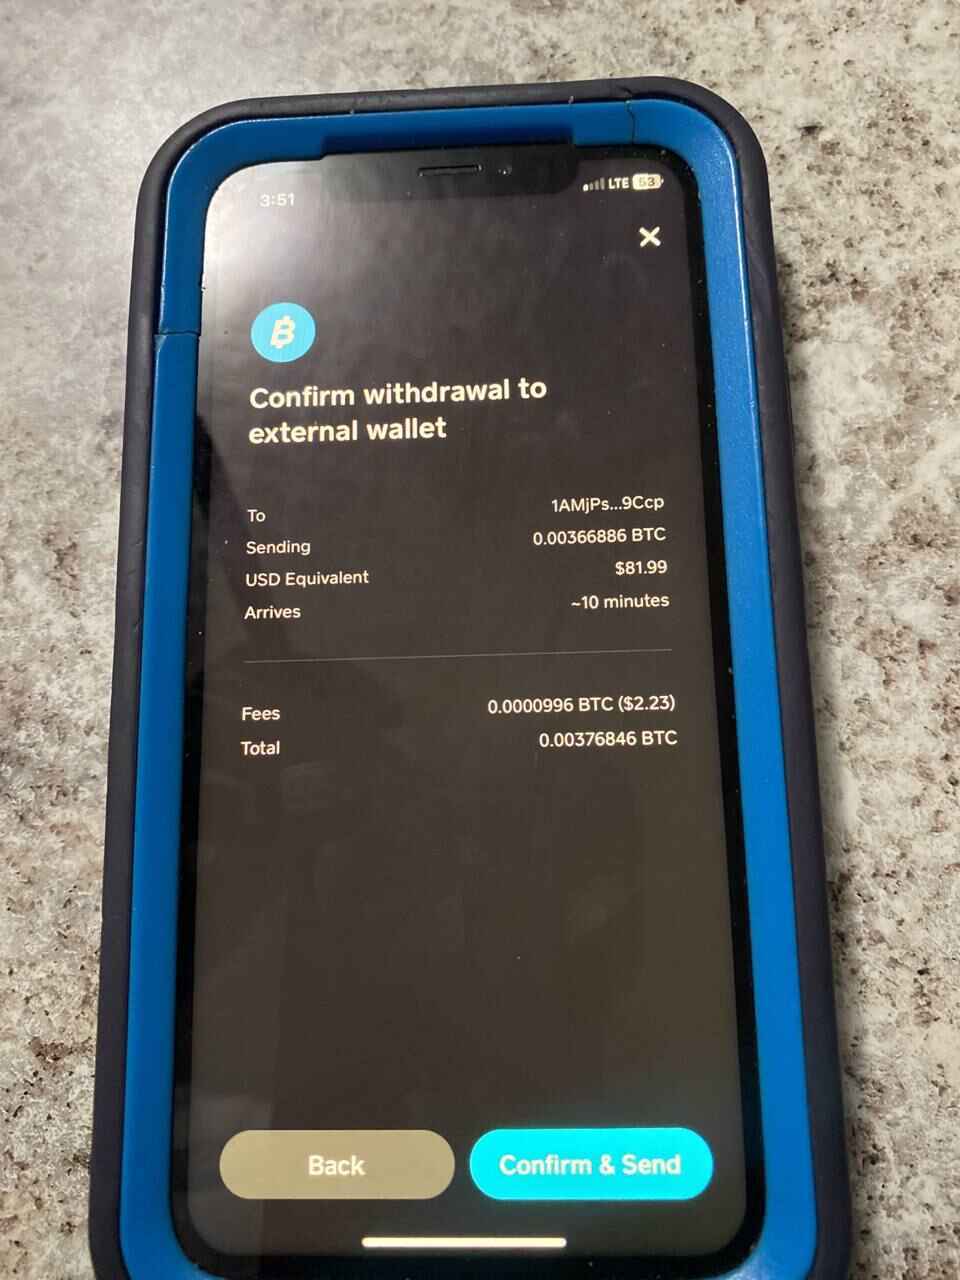 3:51
LTE 53
Confirm withdrawal to
external wallet
To 1AMjPs...9Ccp
Sending 0.00366886 BTC
USD Equivalent $81.99
Arrives ~10 minutes
Fees 0.0000996 BTC ($2.23)
Total 0.00376846 BTC
Back Confirm & Send